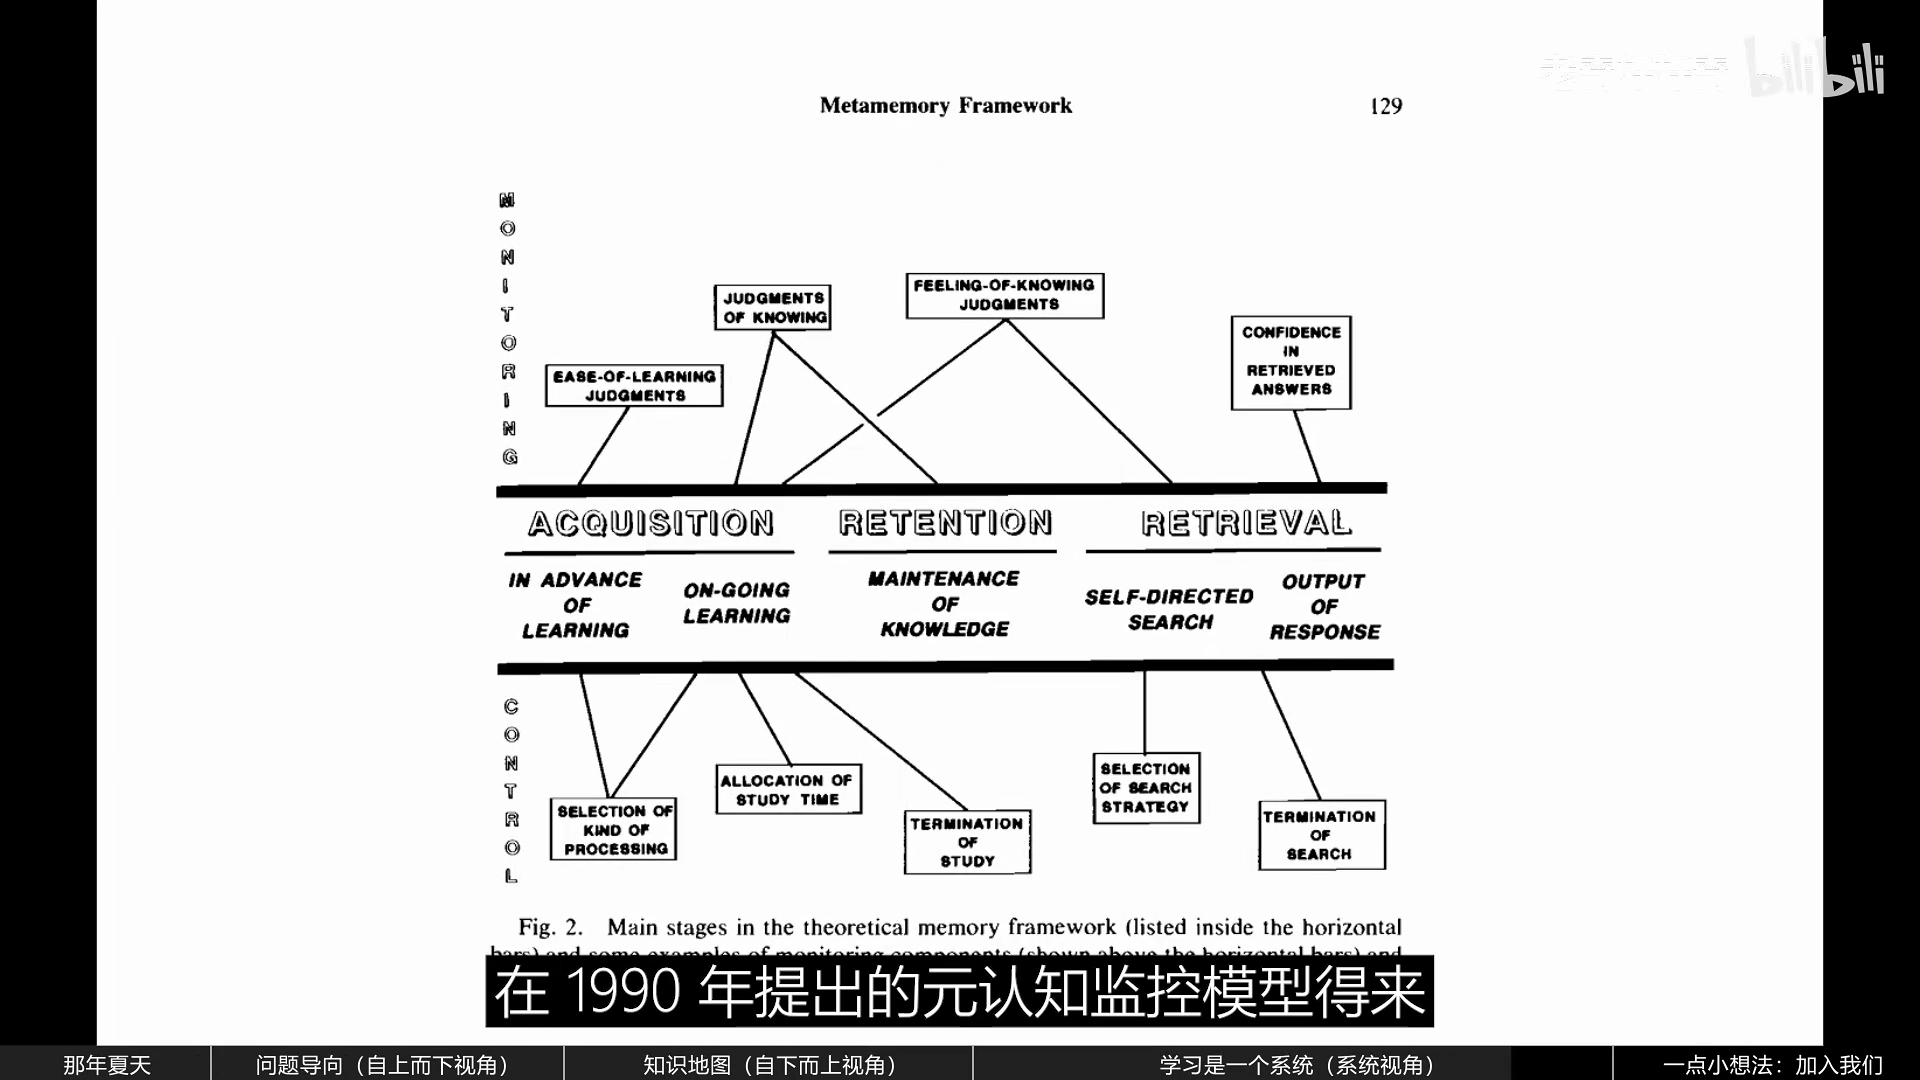 bilibili
Metamemory Framework 129
MONITORING
JUDGMENTS
OF KNOWING
FEELING-OF-KNOWING
JUDGMENTS
CONFIDENCE
IN
RETRIEVED
ANSWERS
EASE-OF-LEARNING
JUDGMENTS
ACQUISITION RETENTION RETRIEVAL
IN ADVANCE
OF
LEARNING
ON-GOING
LEARNING
MAINTENANCE
OF
KNOWLEDGE
SELF-DIRECTED
SEARCH
OUTPUT
OF
RESPONSE
CONTROL
SELECTION OF
KIND OF
PROCESSING
ALLOCATION OF
STUDY TIME
TERMINATION
OF
STUDY
SELECTION
OF SEARCH
STRATEGY
TERMINATION
OF
SEARCH
Fig. 2. Main stages in the theoretical memory framework (listed inside the horizontal
bars) and some examples of monitoring components (shown above the horizontal bars) and
在 1990 年提出的元认知监控模型得来
那年夏天 问题导向（自上而下视角） 知识地图（自下而上视角） 学习是一个系统（系统视角） 一点小想法：加入我们